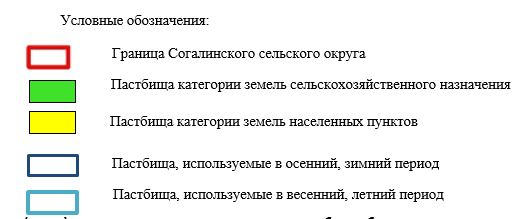 Условные обозначения:
Граница Согалинского сельского округа
Пастбища категории земель сельскохозяйственного назначения
Пастбища категории земель населенных пунктов
Пастбища, используемые в осенний, зимний период
Пастбища, используемые в весенний, летний период